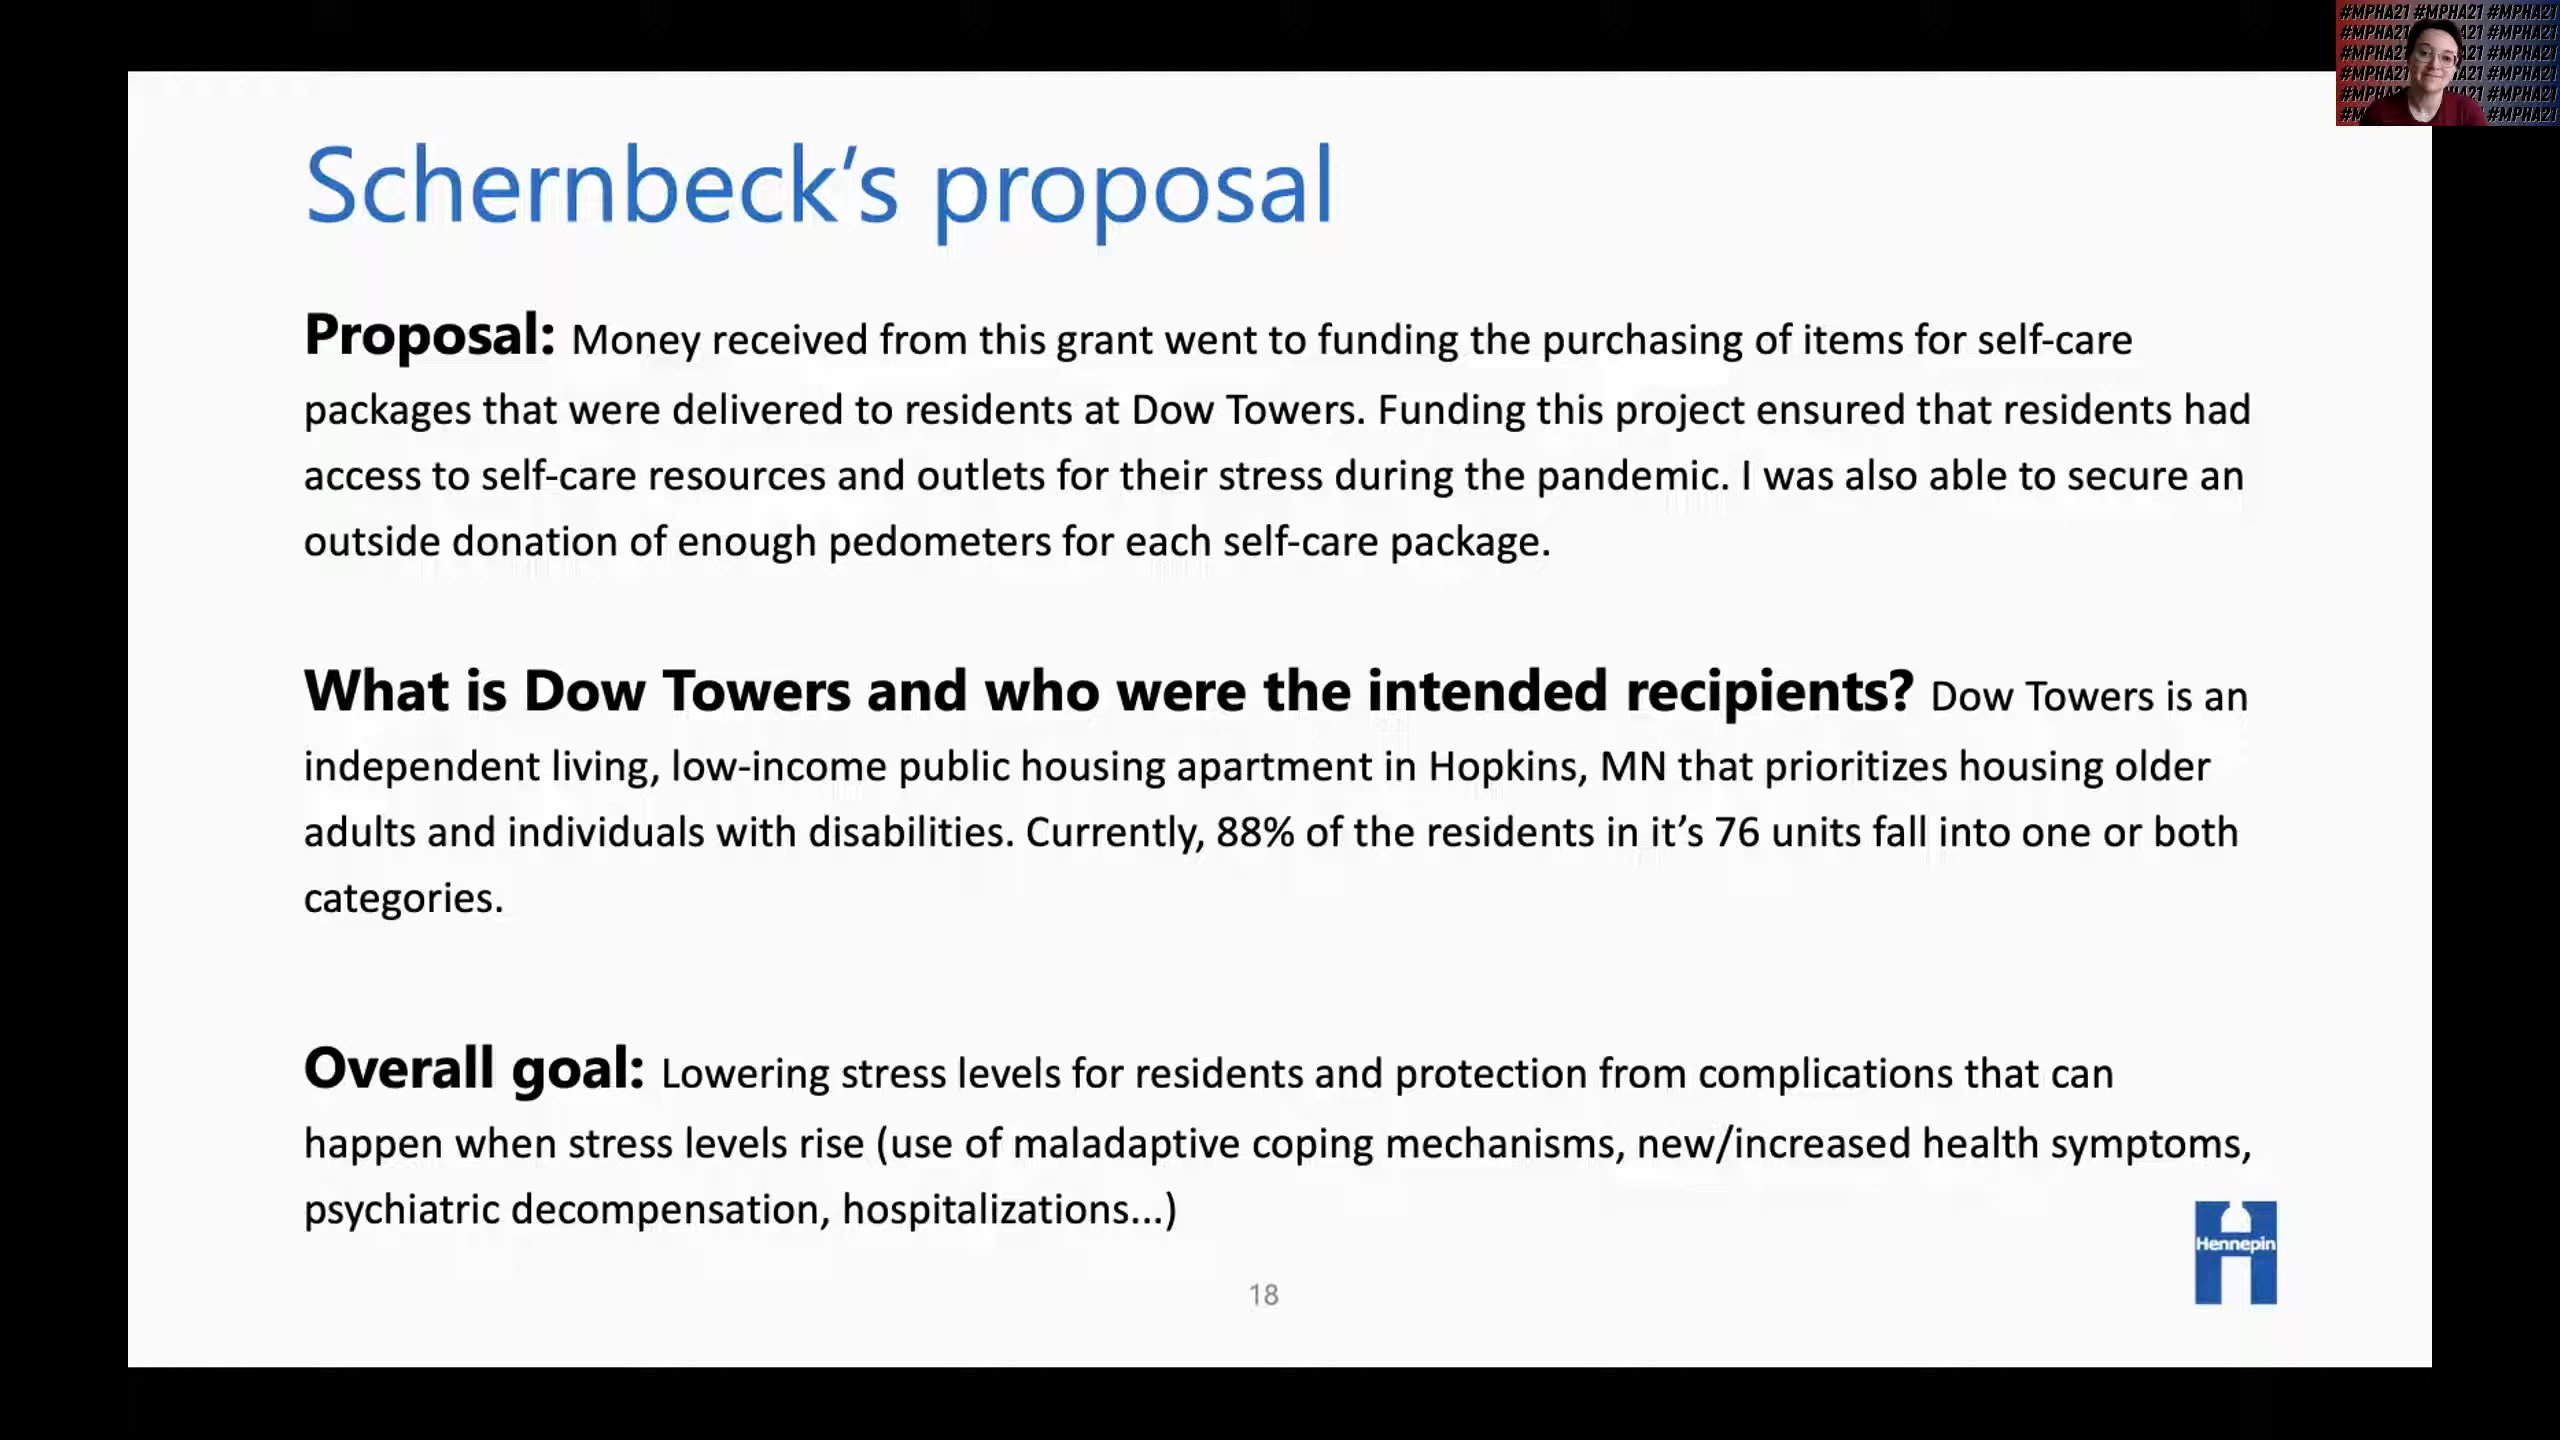 #MPHA21 #MPHA21 #MPHA21
#MPHA21 #MPHA21
#MPHA21 #MPHA21
#MPHA21 #MPHA21
#MPHA21
Schernbeck’s proposal
Proposal: Money received from this grant went to funding the purchasing of items for self-care
packages that were delivered to residents at Dow Towers. Funding this project ensured that residents had
access to self-care resources and outlets for their stress during the pandemic. I was also able to secure an
outside donation of enough pedometers for each self-care package.
What is Dow Towers and who were the intended recipients? Dow Towers is an
independent living, low-income public housing apartment in Hopkins, MN that prioritizes housing older
adults and individuals with disabilities. Currently, 88% of the residents in it’s 76 units fall into one or both
categories.
Overall goal: Lowering stress levels for residents and protection from complications that can
happen when stress levels rise (use of maladaptive coping mechanisms, new/increased health symptoms,
psychiatric decompensation, hospitalizations...)
Hennepin
18